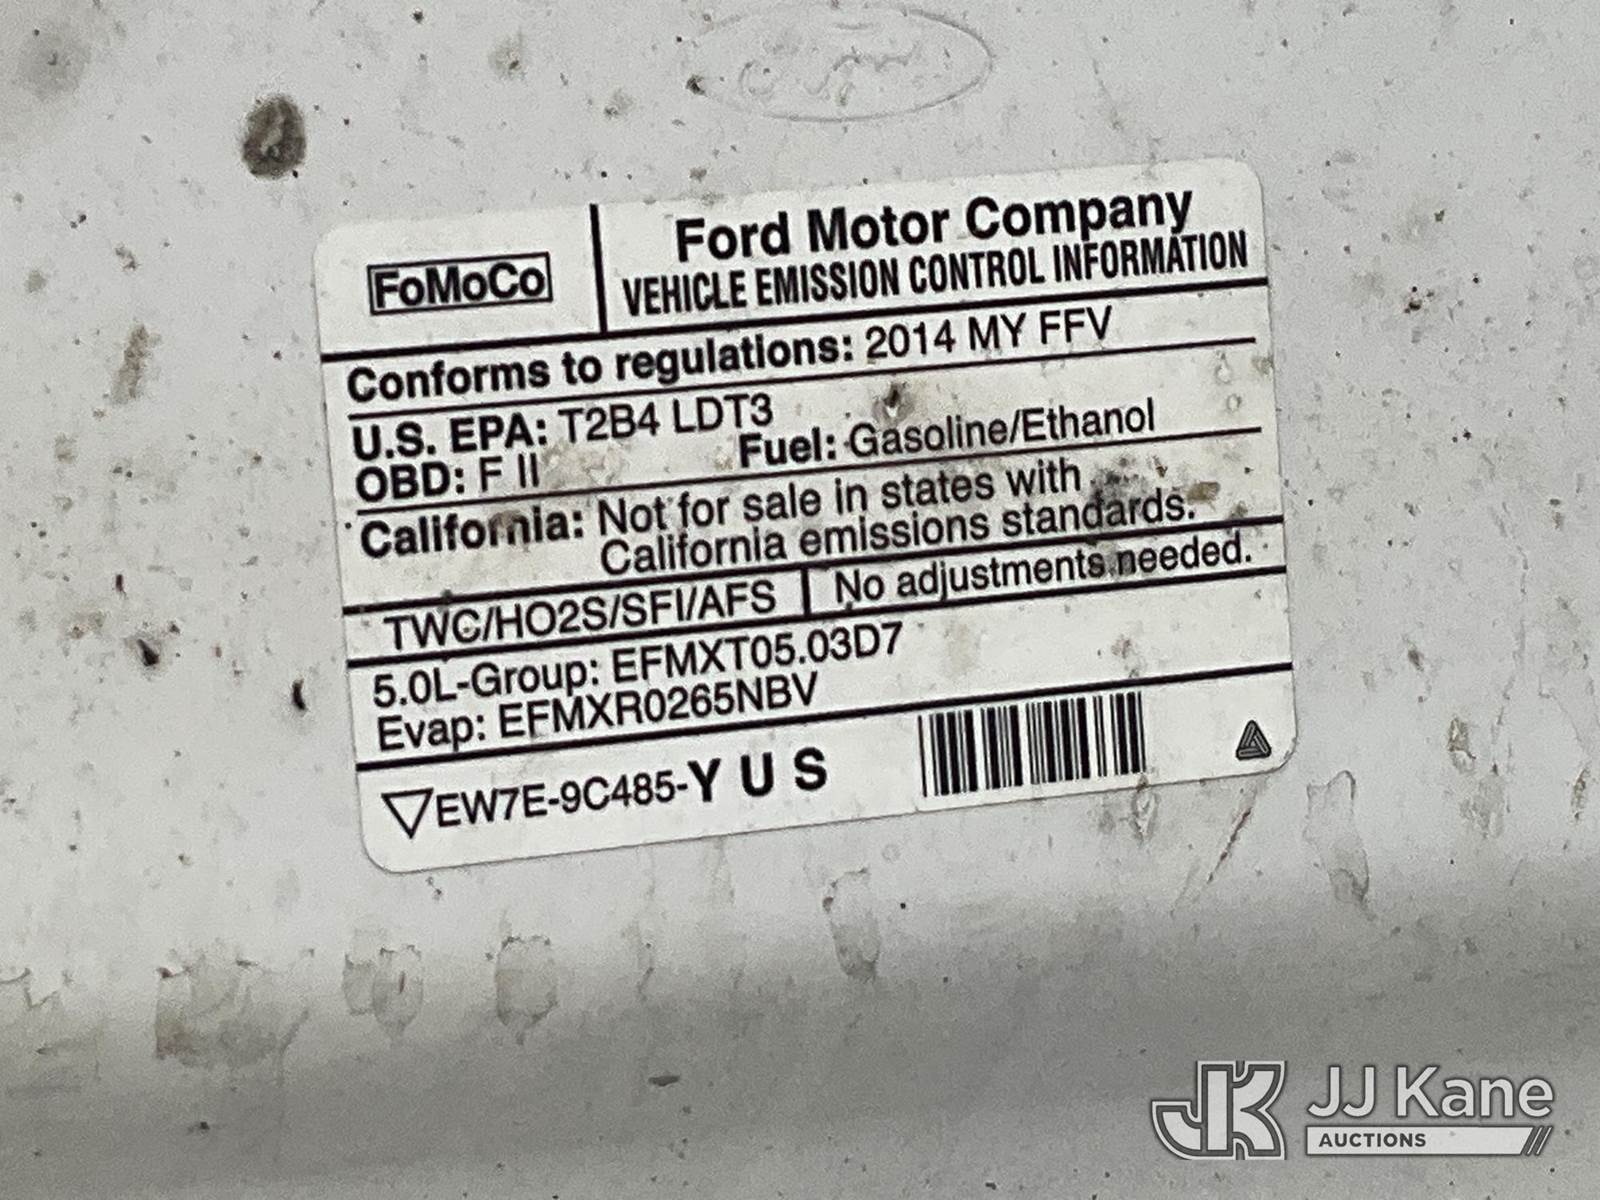 FoMoCo
Ford Motor Company
VEHICLE EMISSION CONTROL INFORMATION
Conforms to regulations: 2014 MY FFV
U.S. EPA: T2B4 LDT3
OBD: F II Fuel: Gasoline/Ethanol
California: Not for sale in states with
California emissions standards.
TWC/HO2S/SFI/AFS No adjustments needed.
5.0L-Group: EFMXT05.03D7
Evap: EFMXR0265NBV
EW7E-9C485-Y U S
JK JJ Kane
AUCTIONS